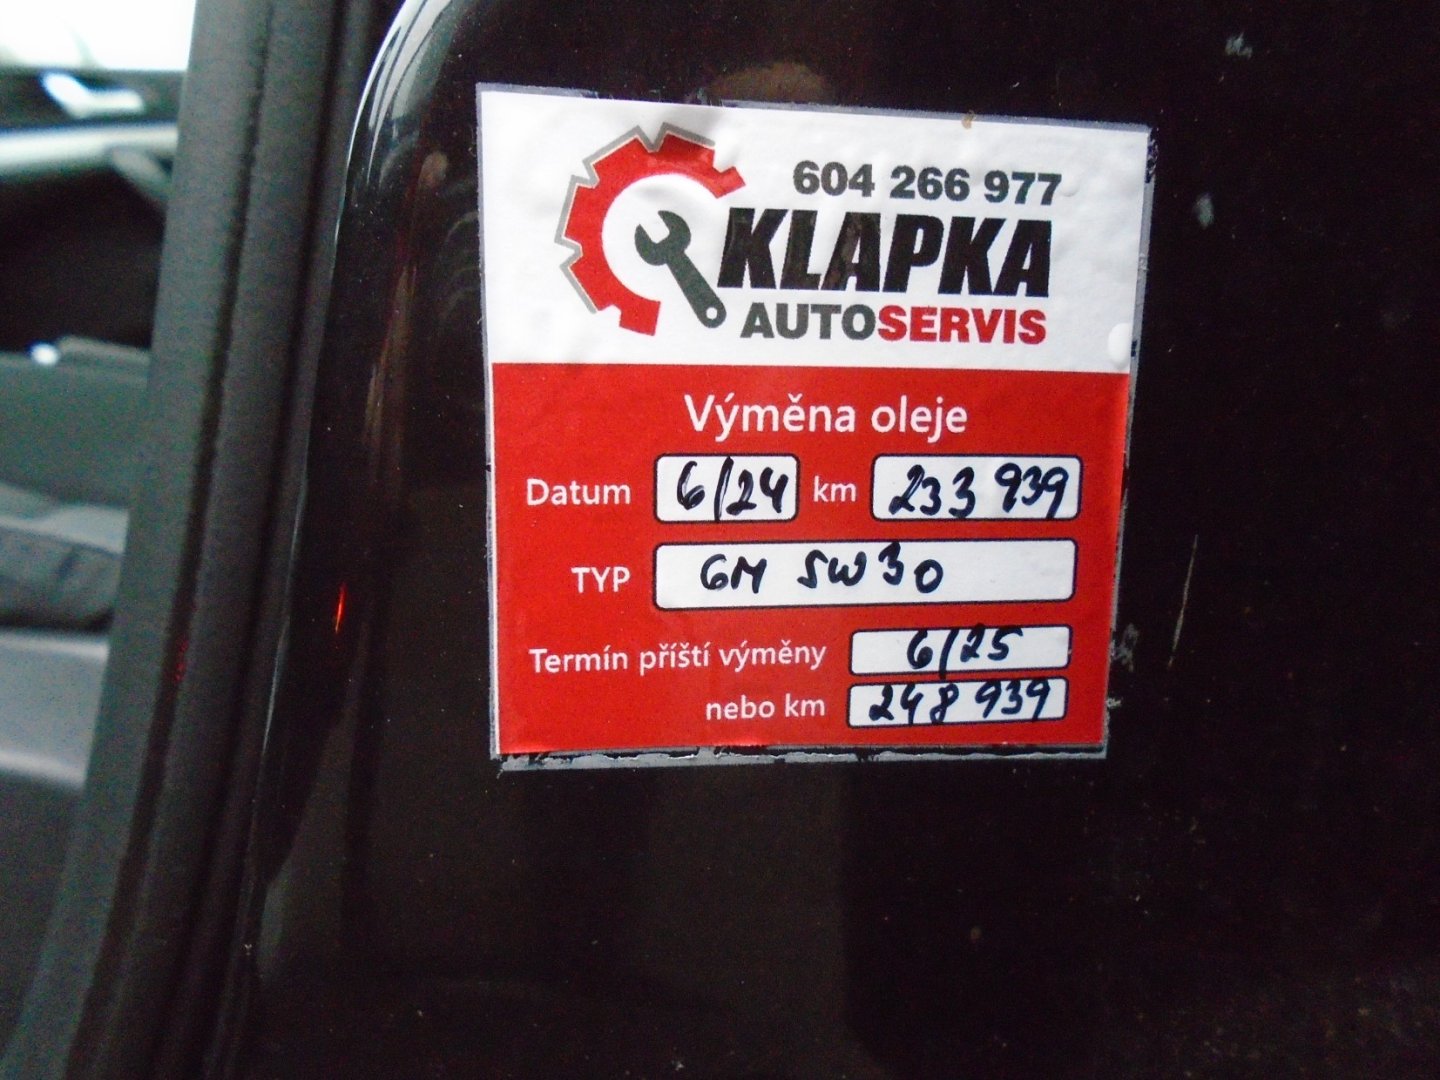 604 266 977
KLAPKA
AUTOSERVIS
Výměna oleje
Datum 6/24 km 233 939
TYP GM 5W30
Termín příští výměny 6/25
nebo km 248 939